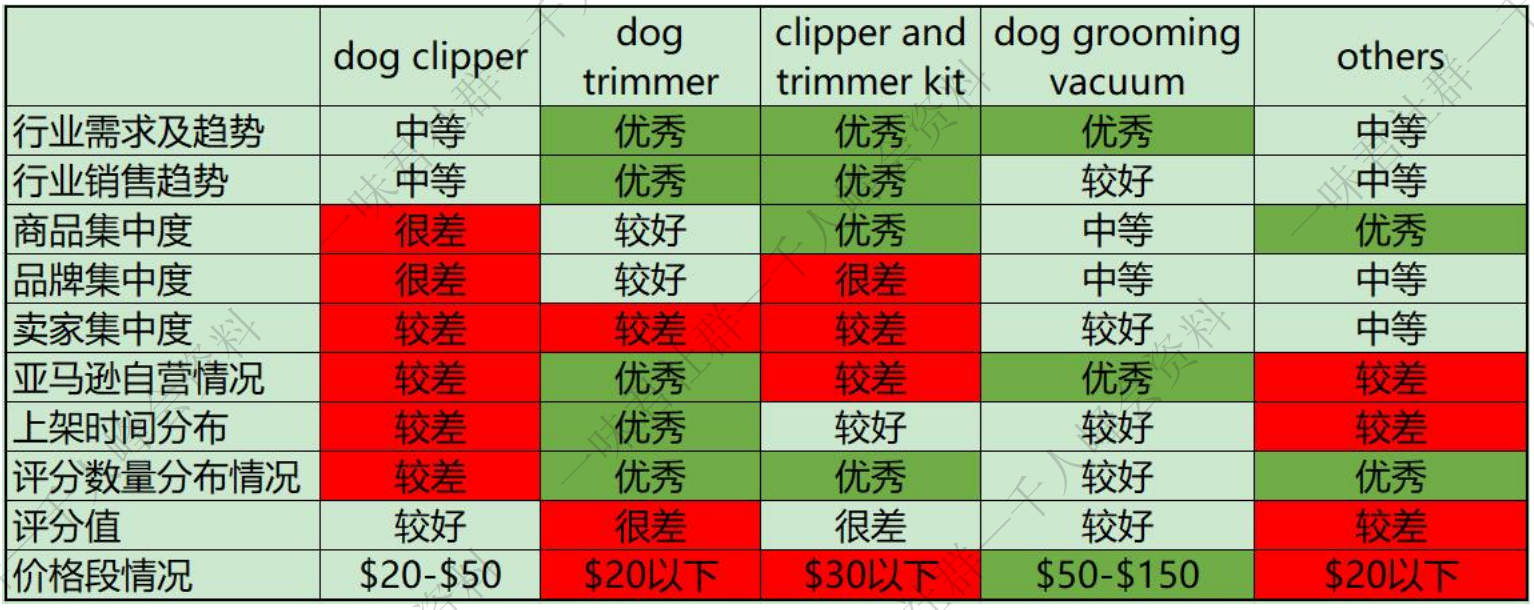 dog clipper
dog trimmer
clipper and trimmer kit
dog grooming vacuum
others
行业需求及趋势 中等 优秀 优秀 优秀 中等
行业销售趋势 中等 优秀 优秀 较好 中等
商品集中度 很差 较好 优秀 中等 优秀
品牌集中度 很差 较好 很差 中等 中等
卖家集中度 较差 较差 较差 较好 中等
亚马逊自营情况 较差 优秀 较差 优秀 较差
上架时间分布 较差 优秀 较好 较好 较差
评分数量分布情况 较差 优秀 优秀 较好 优秀
评分值 较好 很差 很差 较好 较差
价格段情况 $20-$50 $20以下 $30以下 $50-$150 $20以下